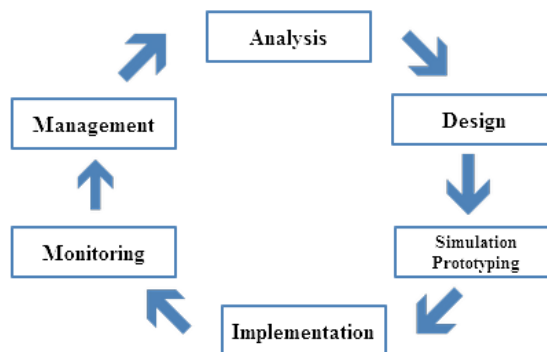 Analysis
Design
Simulation
Prototyping
Implementation
Monitoring
Management